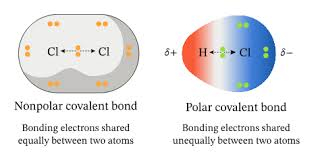 Cl Cl
δ+ H Cl δ−
Nonpolar covalent bond
Bonding electrons shared
equally between two atoms
Polar covalent bond
Bonding electrons shared
unequally between two atoms